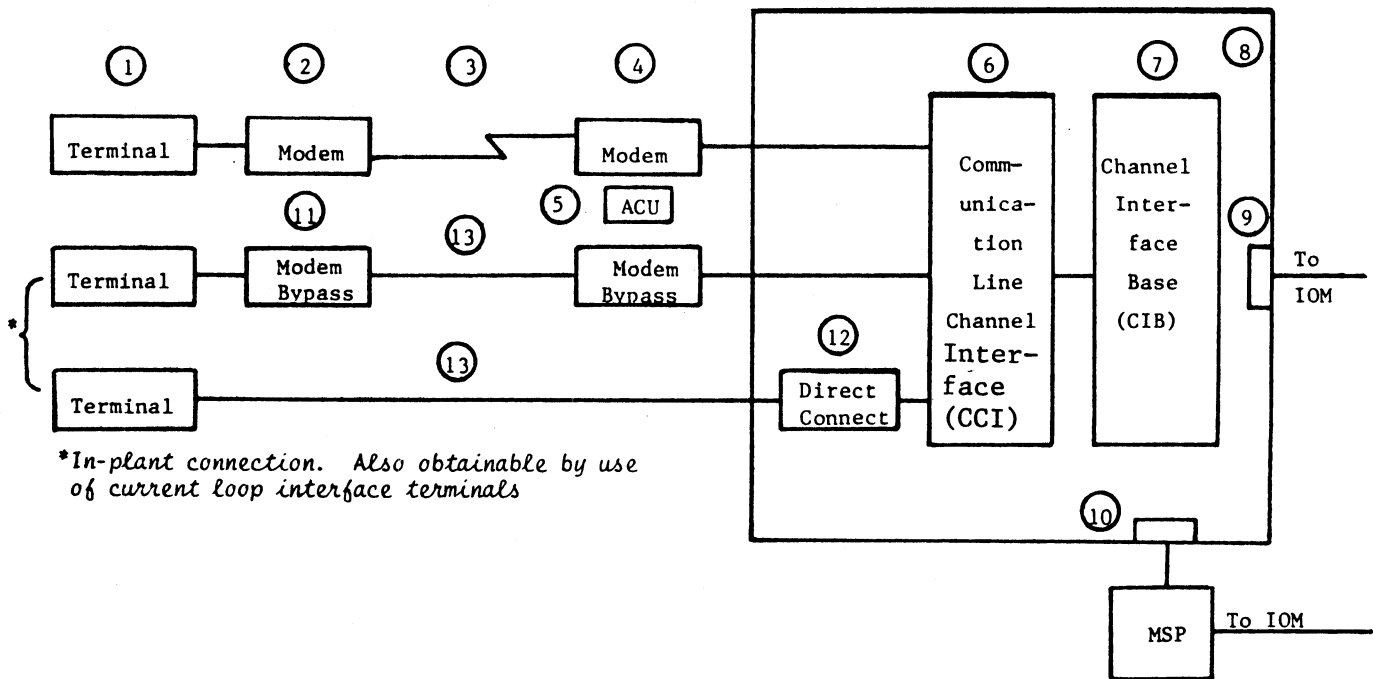 1
2
3
4
6
7
8
Terminal
Modem
Modem
5
ACU
11
13
Terminal
Modem
Bypass
Modem
Bypass
*
13
Terminal
12
Direct
Connect
Comm-
unica-
tion
Line
Channel
Inter-
face
(CCI)
Channel
Inter-
face
Base
(CIB)
9
To
IOM
*In-plant connection. Also obtainable by use
of current loop interface terminals
10
MSP
To IOM